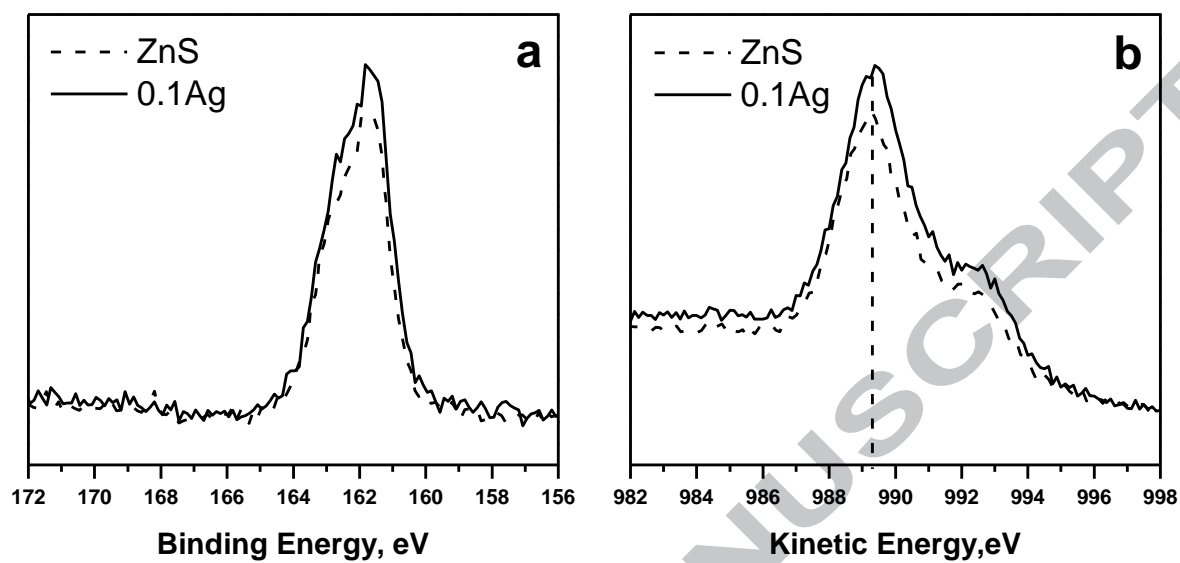 ZnS
0.1Ag
a
172 170 168 166 164 162 160 158 156
Binding Energy, eV
ZnS
0.1Ag
b
982 984 986 988 990 992 994 996 998
Kinetic Energy,eV
NUSCRIPT